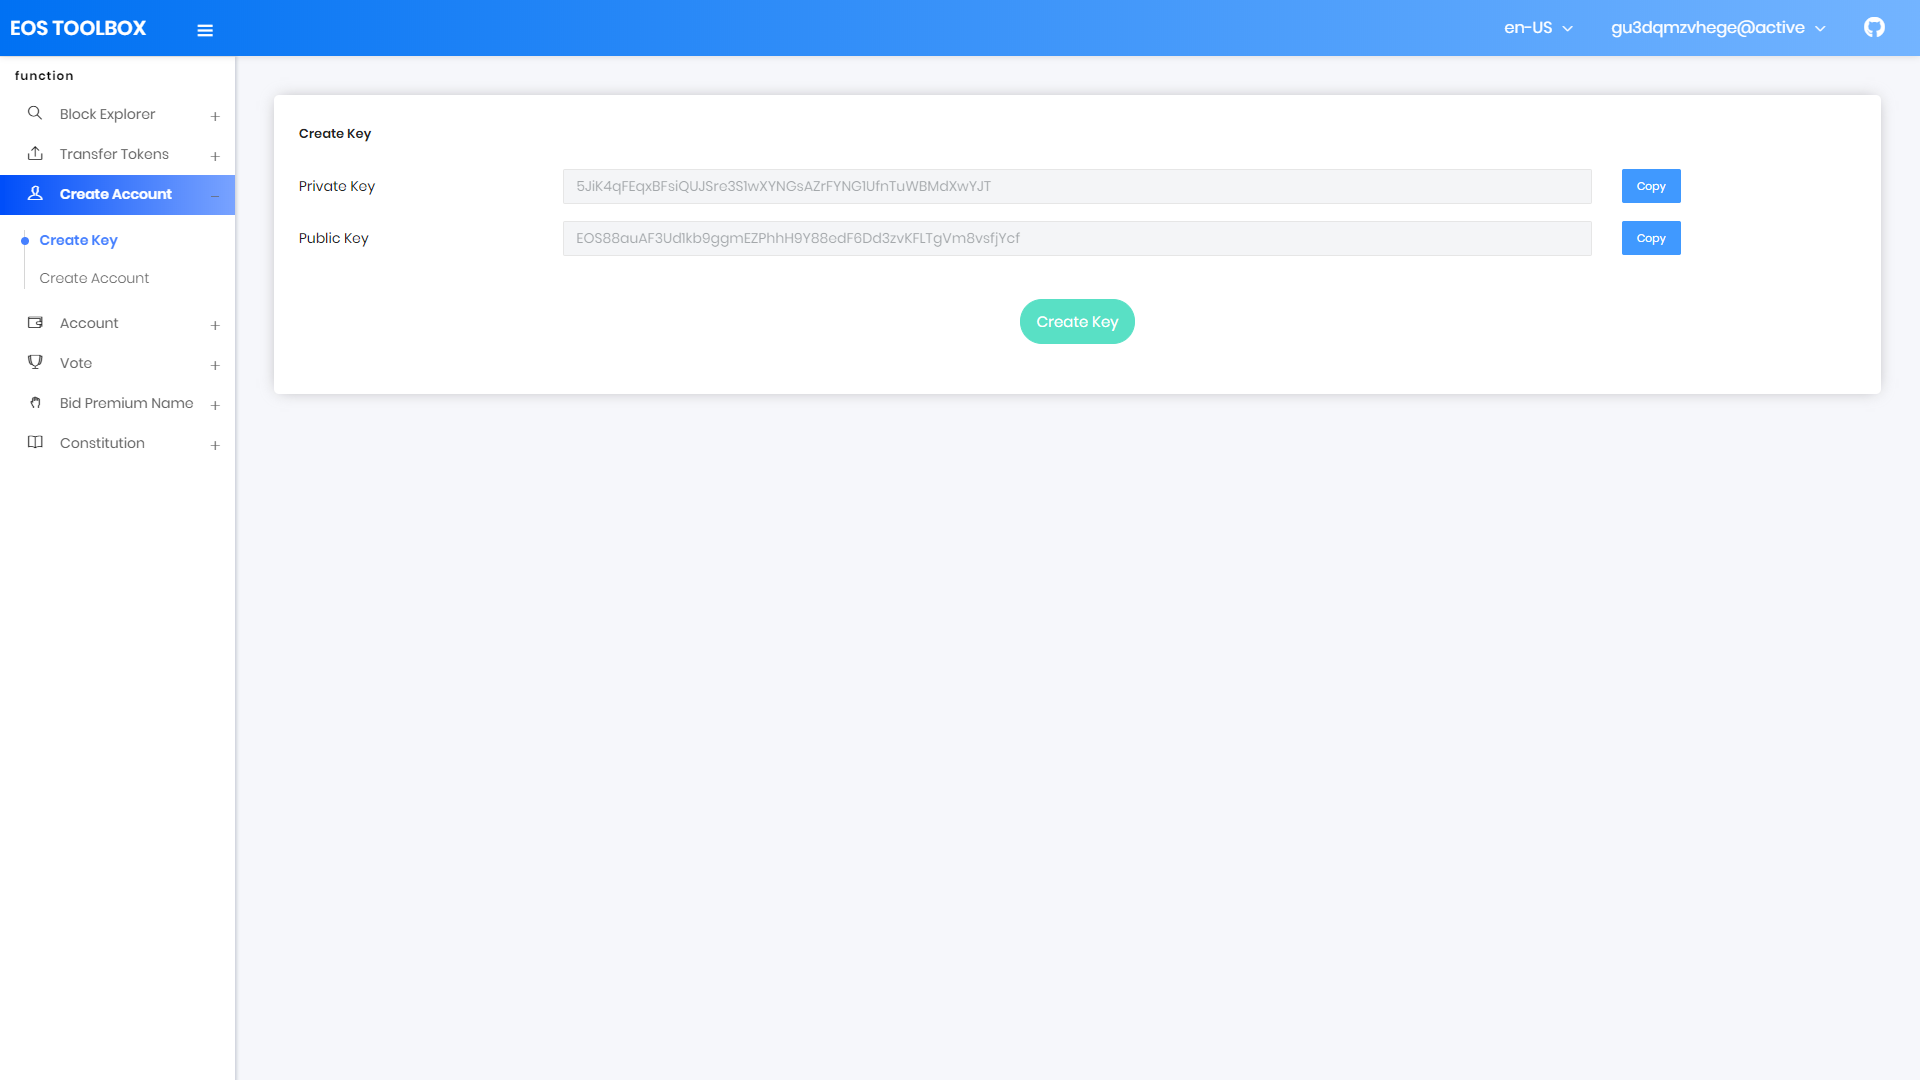 EOS TOOLBOX
en-US
gu3dqmzvhege@active
function
Block Explorer
Transfer Tokens
Create Account
Create Key
Create Account
Account
Vote
Bid Premium Name
Constitution
Create Key
Private Key
5JiK4qFEqxBFsiQUJSre3S1wXYNGsAZrFYNG1UfnTuWBMdXwYJT
Copy
Public Key
EOS88auAF3Ud1kb9ggmEZPhhH9Y88edF6Dd3zvKFLTgVm8vsfjYcf
Copy
Create Key